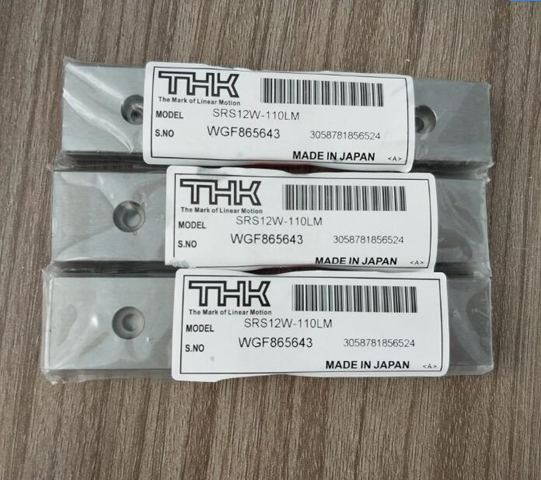 THK
The Mark of Linear Motion
MODEL SRS12W-110LM
S.NO WGF865643 3058781856524
MADE IN JAPAN <A>
THK
The Mark of Linear Motion
MODEL SRS12W-110LM
S.NO WGF865643 3058781856524
MADE IN JAPAN <A>
THK
The Mark of Linear Motion
MODEL SRS12W-110LM
S.NO WGF865643 3058781856524
MADE IN JAPAN <A>